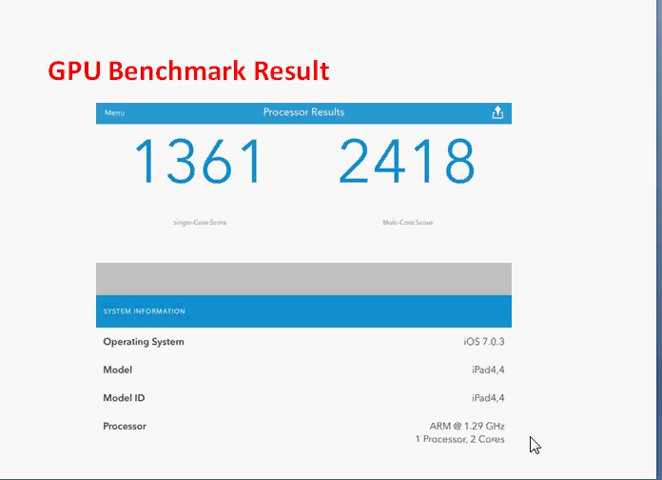 GPU Benchmark Result
Menu Processor Results
1361 2418
Single-Core Score Multi-Core Score
SYSTEM INFORMATION
Operating System iOS 7.0.3
Model iPad4,4
Model ID iPad4,4
Processor ARM @ 1.29 GHz
1 Processor, 2 Cores